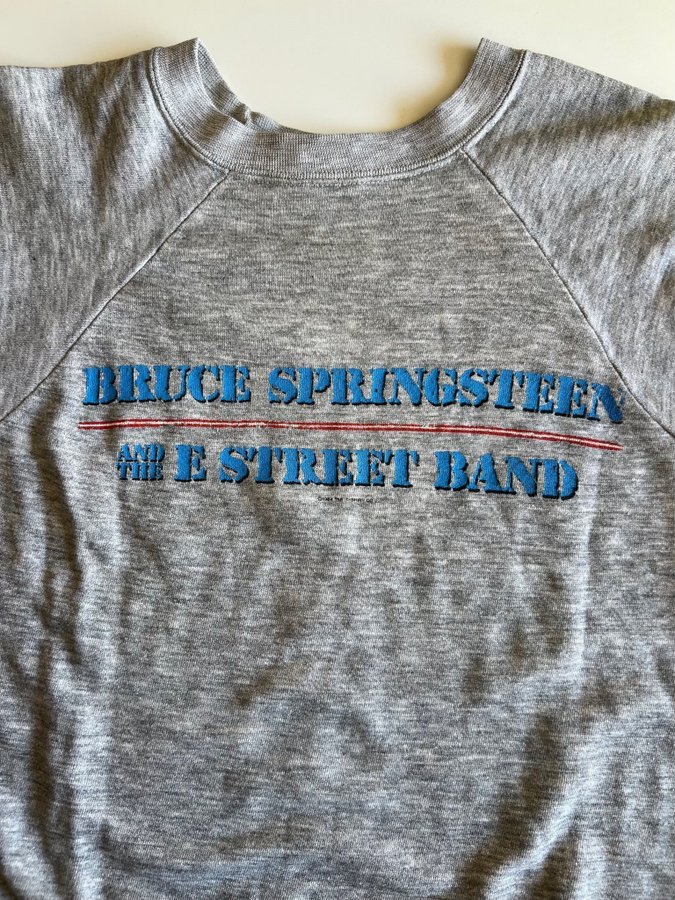 BRUCE SPRINGSTEEN
AND THE E STREET BAND